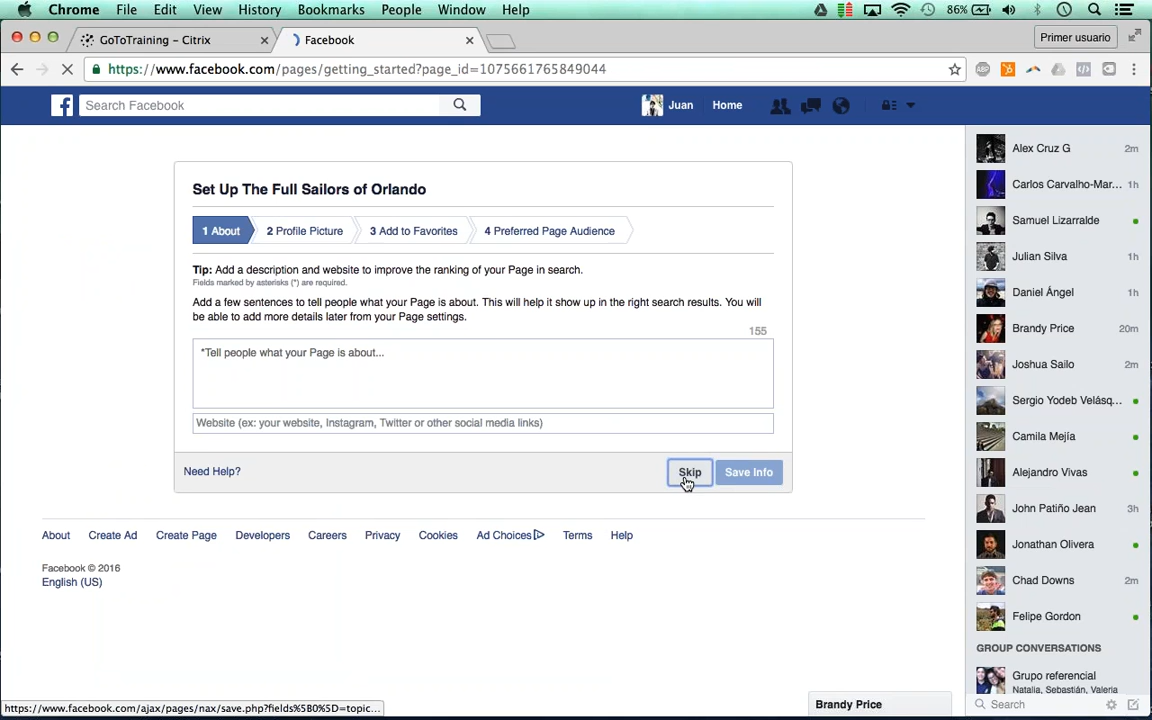 Chrome File Edit View History Bookmarks People Window Help 86%
GoToTraining - Citrix Facebook Primer usuario
https://www.facebook.com/pages/getting_started?page_id=1075661765849044 ABP
f Search Facebook Juan Home
Set Up The Full Sailors of Orlando
1 About 2 Profile Picture 3 Add to Favorites 4 Preferred Page Audience
Tip: Add a description and website to improve the ranking of your Page in search.
Fields marked by asterisks (*) are required.
Add a few sentences to tell people what your Page is about. This will help it show up in the right search results. You will
be able to add more details later from your Page settings.
155
*Tell people what your Page is about...
Website (ex: your website, Instagram, Twitter or other social media links)
Need Help? Skip Save Info
About Create Ad Create Page Developers Careers Privacy Cookies Ad Choices Terms Help
Facebook © 2016
English (US)
Alex Cruz G 2m
Carlos Carvalho-Mar... 1h
Samuel Lizarralde
Julian Silva 1h
Daniel Ángel 1h
Brandy Price 20m
Joshua Sailo 2m
Sergio Yodeb Velásq...
Camila Mejía
Alejandro Vivas
John Patiño Jean 3h
Jonathan Olivera
Chad Downs 2m
Felipe Gordon
GROUP CONVERSATIONS
Grupo referencial
Natalia, Sebastián, Valeria
Search
Brandy Price
https://www.facebook.com/ajax/pages/nax/save.php?fields%5B0%5D=topic...